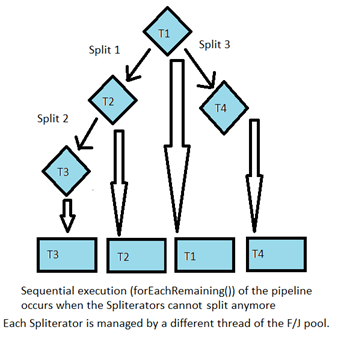 T1
Split 1
Split 3
T2
T4
Split 2
T3
T3
T2
T1
T4
Sequential execution (forEachRemaining()) of the pipeline
occurs when the Spliterators cannot split anymore
Each Spliterator is managed by a different thread of the F/J pool.